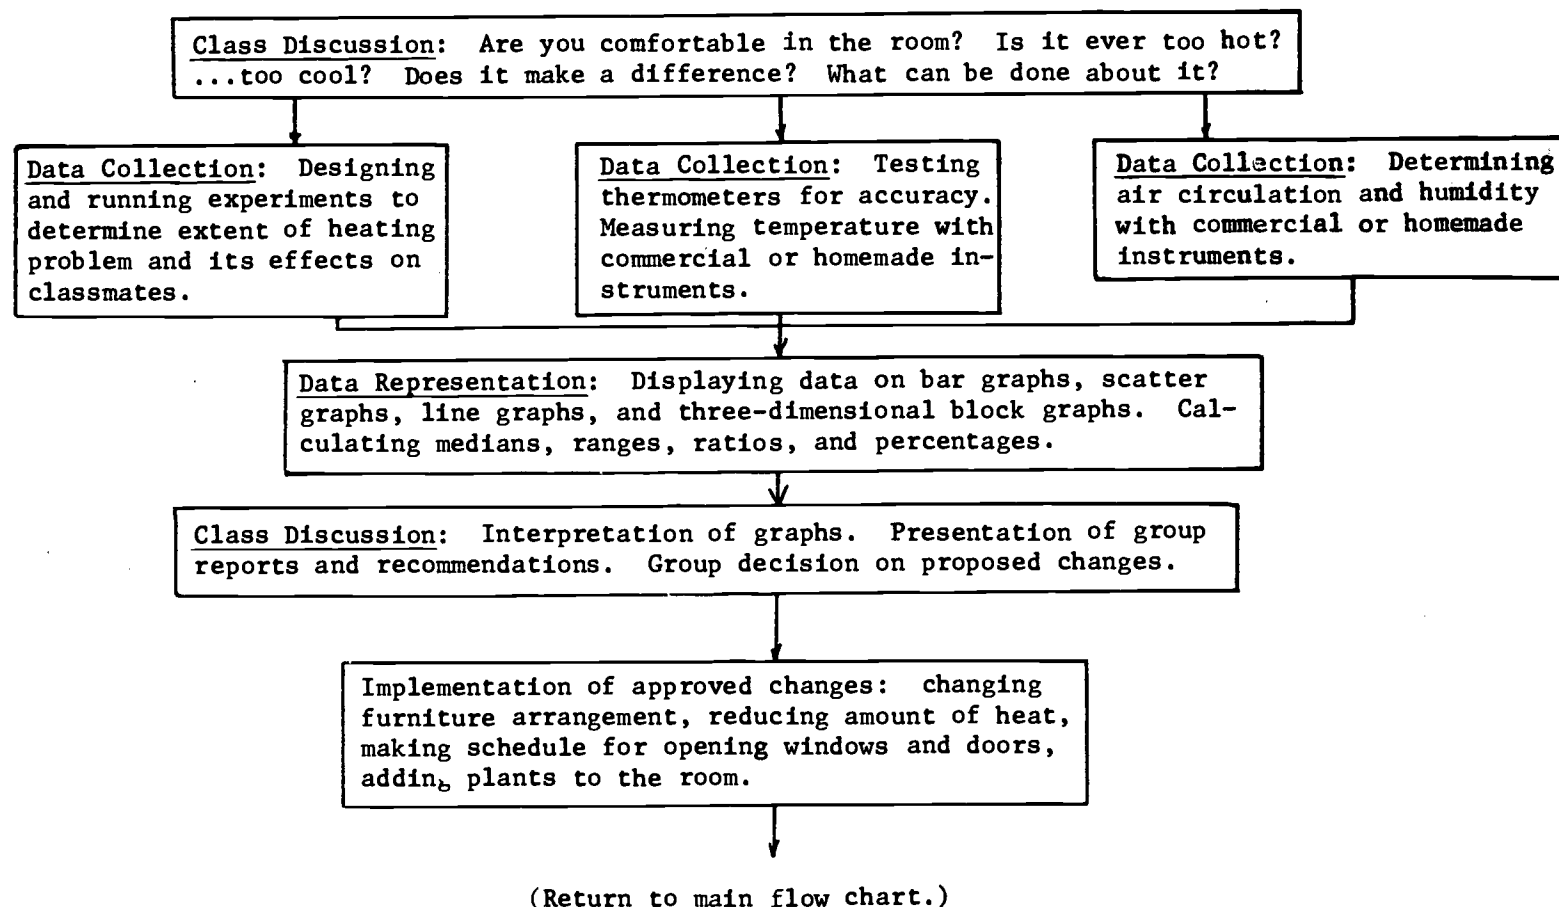 Class Discussion: Are you comfortable in the room? Is it ever too hot?
...too cool? Does it make a difference? What can be done about it?
Data Collection: Designing
and running experiments to
determine extent of heating
problem and its effects on
classmates.
Data Collection: Testing
thermometers for accuracy.
Measuring temperature with
commercial or homemade in-
struments.
Data Collection: Determining
air circulation and humidity
with commercial or homemade
instruments.
Data Representation: Displaying data on bar graphs, scatter
graphs, line graphs, and three-dimensional block graphs. Cal-
culating medians, ranges, ratios, and percentages.
Class Discussion: Interpretation of graphs. Presentation of group
reports and recommendations. Group decision on proposed changes.
Implementation of approved changes: changing
furniture arrangement, reducing amount of heat,
making schedule for opening windows and doors,
adding plants to the room.
(Return to main flow chart.)